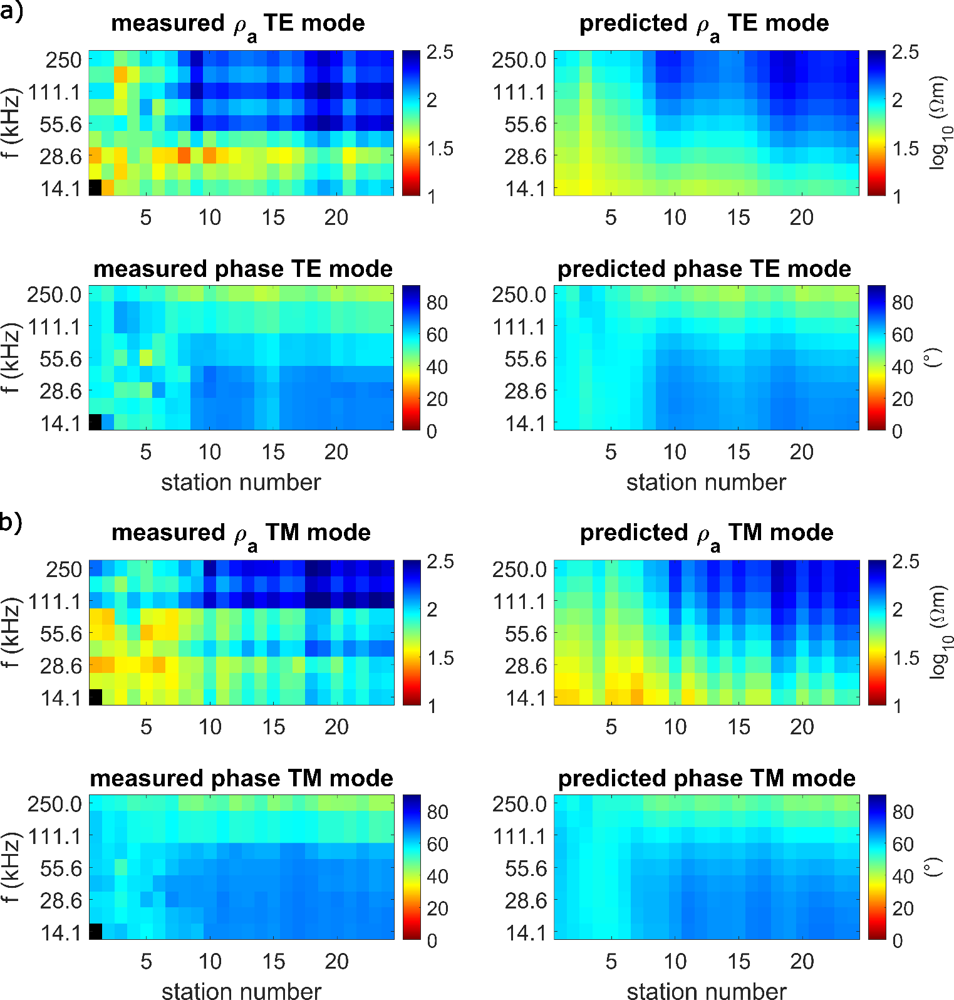 a)
measured ρa TE mode
predicted ρa TE mode
f (kHz)
250
111.1
55.6
28.6
14.1
5 10 15 20
2.5
2
1.5
1
250.0
111.1
55.6
28.6
14.1
5 10 15 20
2.5
2
1.5
1
log10 (Ωm)
measured phase TE mode
predicted phase TE mode
f (kHz)
250.0
111.1
55.6
28.6
14.1
5 10 15 20
station number
80
60
40
20
0
250.0
111.1
55.6
28.6
14.1
5 10 15 20
station number
80
60
40
20
0
(°)
b)
measured ρa TM mode
predicted ρa TM mode
f (kHz)
250
111.1
55.6
28.6
14.1
5 10 15 20
2.5
2
1.5
1
250.0
111.1
55.6
28.6
14.1
5 10 15 20
2.5
2
1.5
1
log10 (Ωm)
measured phase TM mode
predicted phase TM mode
f (kHz)
250.0
111.1
55.6
28.6
14.1
5 10 15 20
station number
80
60
40
20
0
250.0
111.1
55.6
28.6
14.1
5 10 15 20
station number
80
60
40
20
0
(°)